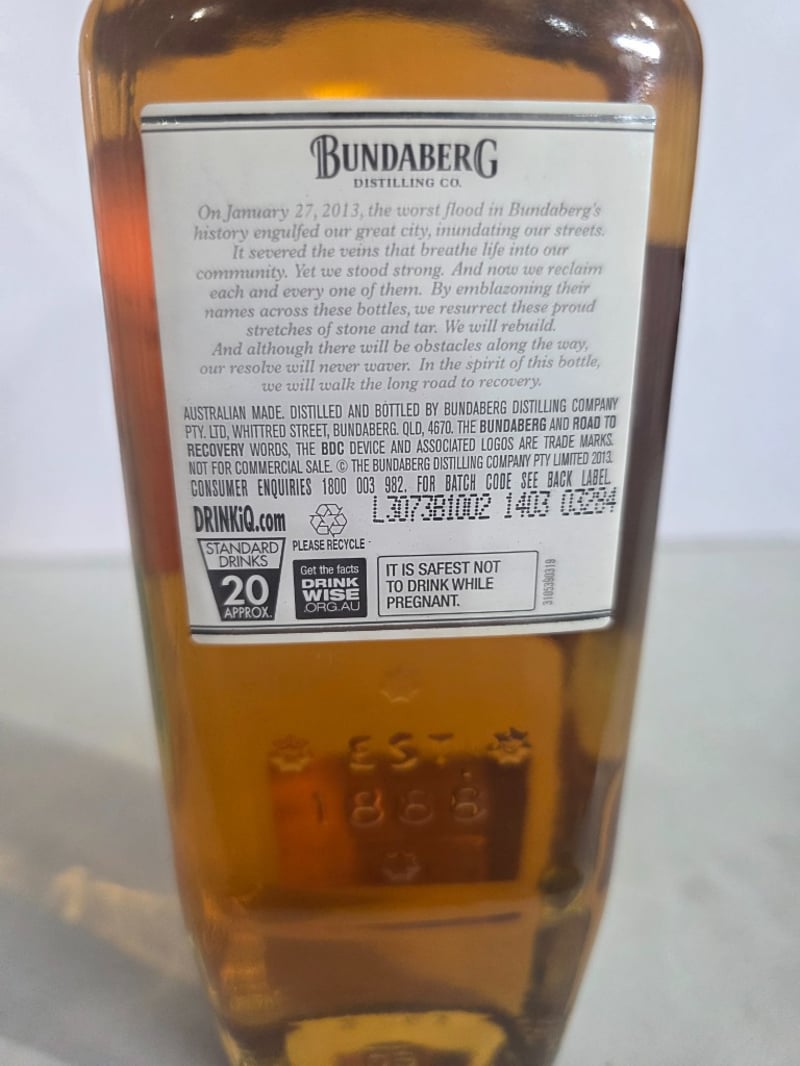 BUNDABERG
DISTILLING CO.
On January 27, 2013, the worst flood in Bundaberg's
history engulfed our great city, inundating our streets.
It severed the veins that breathe life into our
community. Yet we stood strong. And now we reclaim
each and every one of them. By emblazoning their
names across these bottles, we resurrect these proud
stretches of stone and tar. We will rebuild.
And although there will be obstacles along the way,
our resolve will never waver. In the spirit of this bottle,
we will walk the long road to recovery.
AUSTRALIAN MADE. DISTILLED AND BOTTLED BY BUNDABERG DISTILLING COMPANY
PTY. LTD, WHITTRED STREET, BUNDABERG. QLD, 4670. THE BUNDABERG AND ROAD TO
RECOVERY WORDS, THE BDC DEVICE AND ASSOCIATED LOGOS ARE TRADE MARKS.
NOT FOR COMMERCIAL SALE. © THE BUNDABERG DISTILLING COMPANY PTY LIMITED 2013.
CONSUMER ENQUIRIES 1800 003 982. FOR BATCH CODE SEE BACK LABEL.
L3073B1002 1403 03284
DRINKiQ.com
PLEASE RECYCLE
STANDARD
DRINKS
20
APPROX.
Get the facts
DRINK
WISE
.ORG.AU
IT IS SAFEST NOT
TO DRINK WHILE
PREGNANT.
3105390319
EST.
1888